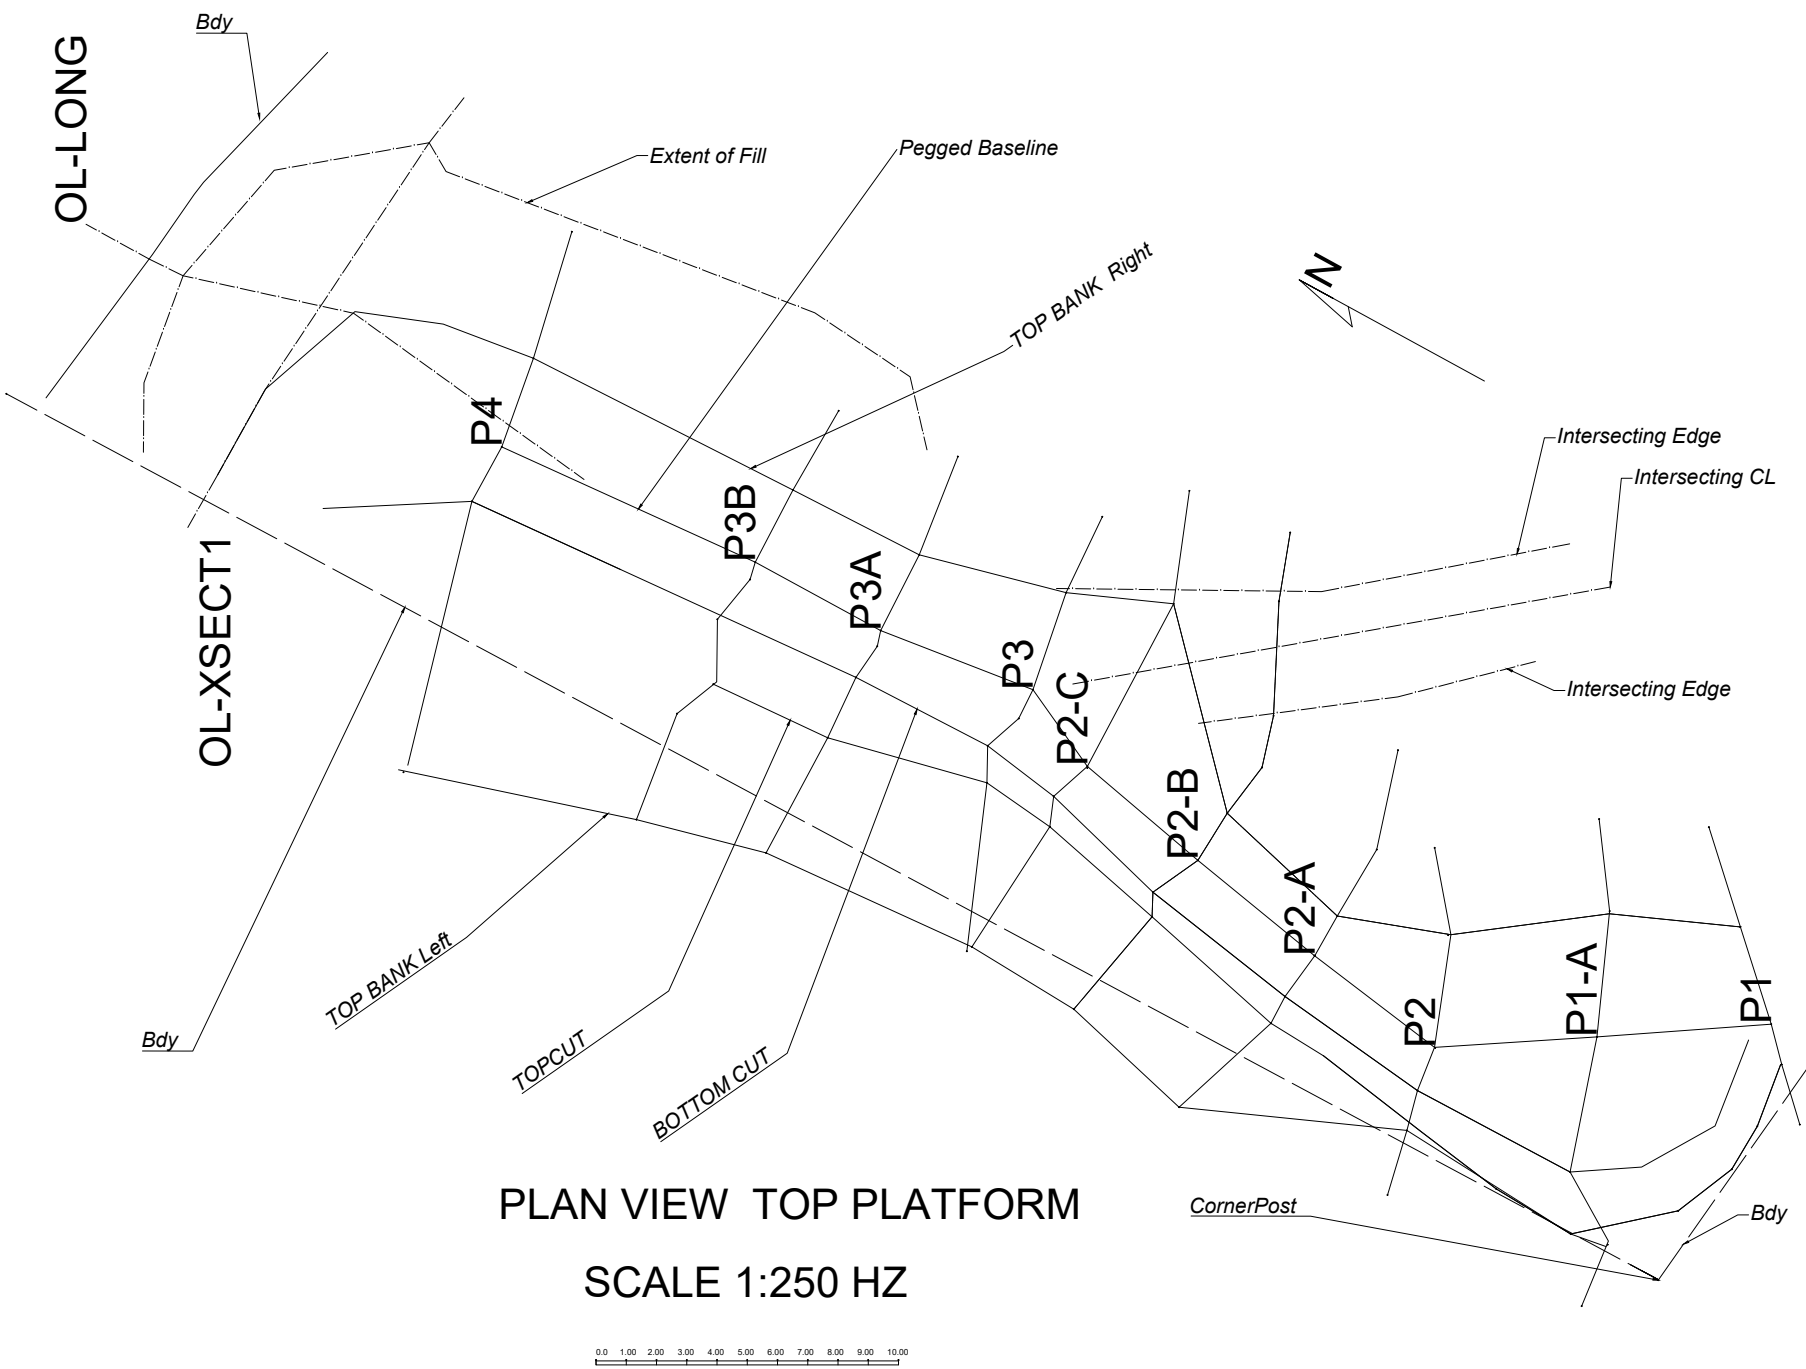 Bdy
OL-LONG
Extent of Fill
Pegged Baseline
TOP BANK  Right
N
P4
Intersecting Edge
Intersecting CL
P3B
P3A
OL-XSECT1
P3
P2-C
Intersecting Edge
P2-B
P2-A
TOP BANK Left
P1-A
P1
P2
Bdy
TOPCUT
BOTTOM CUT
PLAN VIEW  TOP PLATFORM
CornerPost
Bdy
SCALE 1:250 HZ
0.0 1.00 2.00 3.00 4.00 5.00 6.00 7.00 8.00 9.00 10.00